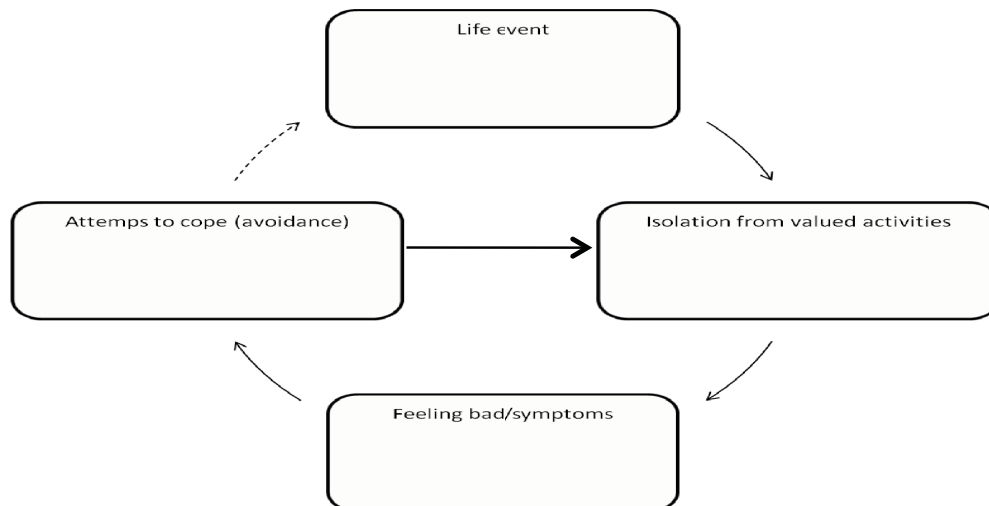 Life event
Attemps to cope (avoidance)
Isolation from valued activities
Feeling bad/symptoms